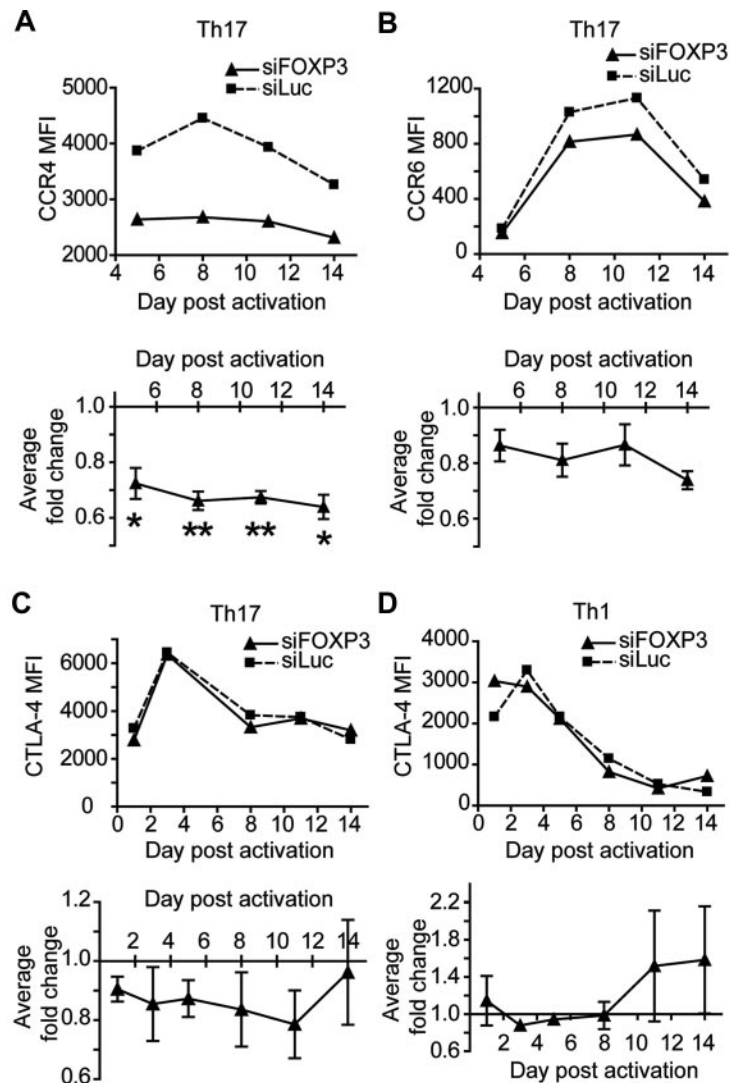 A
Th17
siFOXP3
siLuc
CCR4 MFI
5000
4000
3000
2000
4 6 8 10 12 14
Day post activation
Day post activation
6 8 10 12 14
Average
fold change
1.0
0.8
0.6
* ** ** *
B
Th17
siFOXP3
siLuc
CCR6 MFI
1200
800
400
0
4 6 8 10 12 14
Day post activation
Day post activation
6 8 10 12 14
Average
fold change
1.0
0.8
0.6
C
Th17
siFOXP3
siLuc
CTLA-4 MFI
6000
4000
2000
0
0 2 4 6 8 10 12 14
Day post activation
Day post activation
2 4 6 8 10 12 14
Average
fold change
1.2
1.0
0.8
0.6
D
Th1
siFOXP3
siLuc
CTLA-4 MFI
4000
3000
2000
1000
0
0 2 4 6 8 10 12 14
Day post activation
Average
fold change
2.2
1.8
1.4
1.0
0.6
2 4 6 8 10 12 14
Day post activation